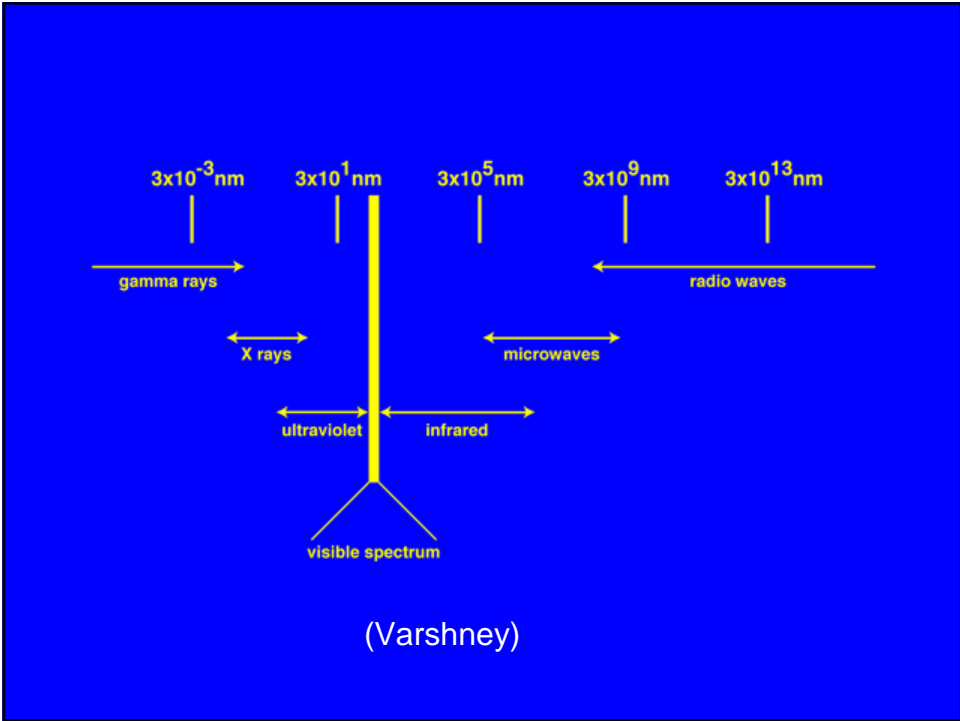 3x10⁻³nm 3x10¹nm 3x10⁵nm 3x10⁹nm 3x10¹³nm
gamma rays radio waves
X rays microwaves
ultraviolet infrared
visible spectrum
(Varshney)